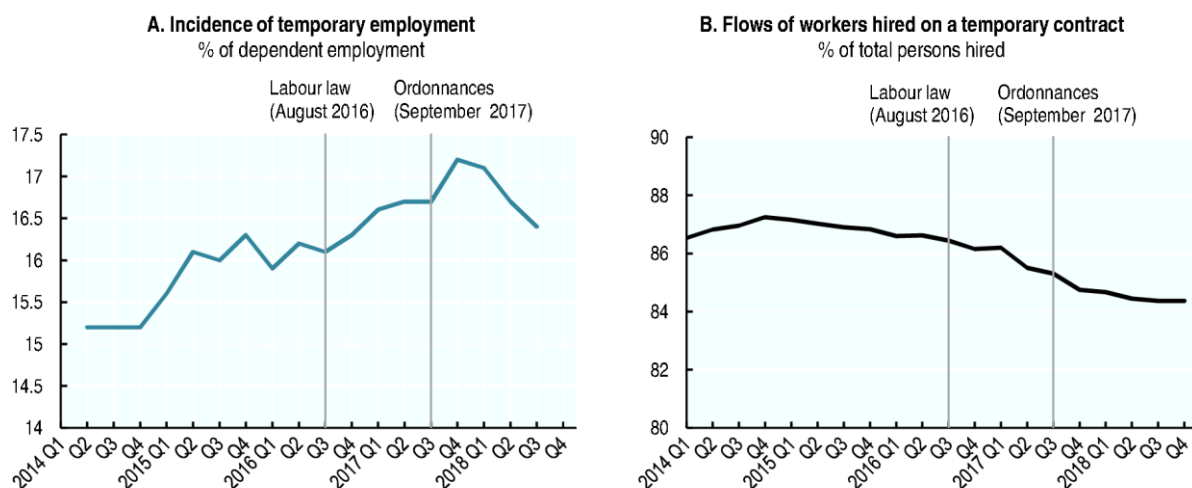 A. Incidence of temporary employment
% of dependent employment
Labour law
(August 2016)
Ordonnances
(September 2017)
17.5
17
16.5
16
15.5
15
14.5
14
2014 Q1
Q2
Q3
Q4
2015 Q1
Q2
Q3
Q4
2016 Q1
Q2
Q3
Q4
2017 Q1
Q2
Q3
Q4
2018 Q1
Q2
Q3
Q4
B. Flows of workers hired on a temporary contract
% of total persons hired
Labour law
(August 2016)
Ordonnances
(September 2017)
90
88
86
84
82
80
2014 Q1
Q2
Q3
Q4
2015 Q1
Q2
Q3
Q4
2016 Q1
Q2
Q3
Q4
2017 Q1
Q2
Q3
Q4
2018 Q1
Q2
Q3
Q4